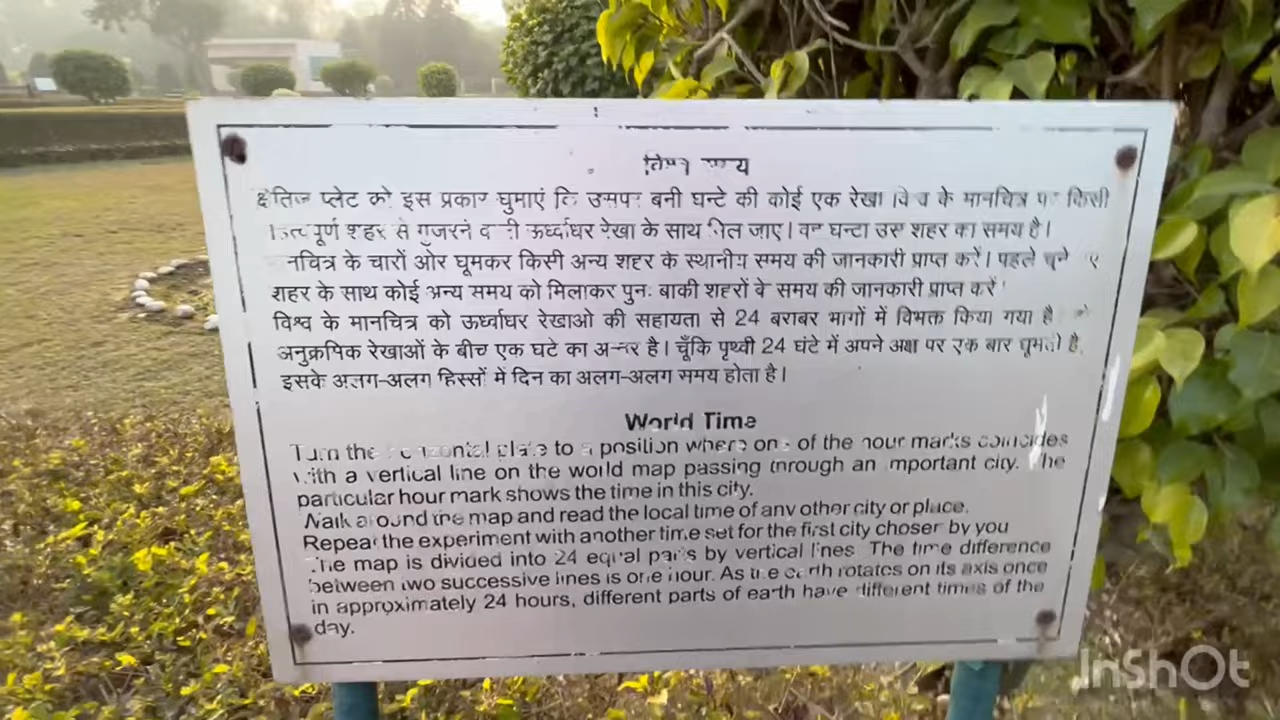 क्षैतिज प्लेट को इस प्रकार घुमाएं कि उसपर बनी घन्टे की कोई एक रेखा विश्व के मानचित्र पर किसी
महत्वपूर्ण शहर से गुजरने वाली ऊर्ध्वाधर रेखा के साथ मिल जाए। वह घन्टा उस शहर का समय है।
मानचित्र के चारों ओर घूमकर किसी अन्य शहर के स्थानीय समय की जानकारी प्राप्त करें। पहले चुने
शहर के साथ कोई अन्य समय को मिलाकर पुनः बाकी शहरों के समय की जानकारी प्राप्त करें
विश्व के मानचित्र को ऊर्ध्वाधर रेखाओ की सहायता से 24 बराबर भागों में विभक्त किया गया है
अनुक्रमिक रेखाओं के बीच एक घंटे का अन्तर है। चूँकि पृथ्वी 24 घंटे में अपने अक्ष पर एक बार घूमती है,
इसके अलग-अलग हिस्सों में दिन का अलग-अलग समय होता है।
World Time
Turn the horizontal plate to a position where one of the hour marks coincides
with a vertical line on the world map passing through an important city. The
particular hour mark shows the time in this city.
Walk around the map and read the local time of any other city or place.
Repeat the experiment with another time set for the first city chosen by you
The map is divided into 24 equal parts by vertical lines. The time difference
between two successive lines is one hour. As the earth rotates on its axis once
in approximately 24 hours, different parts of earth have different times of the
day.
InShOt